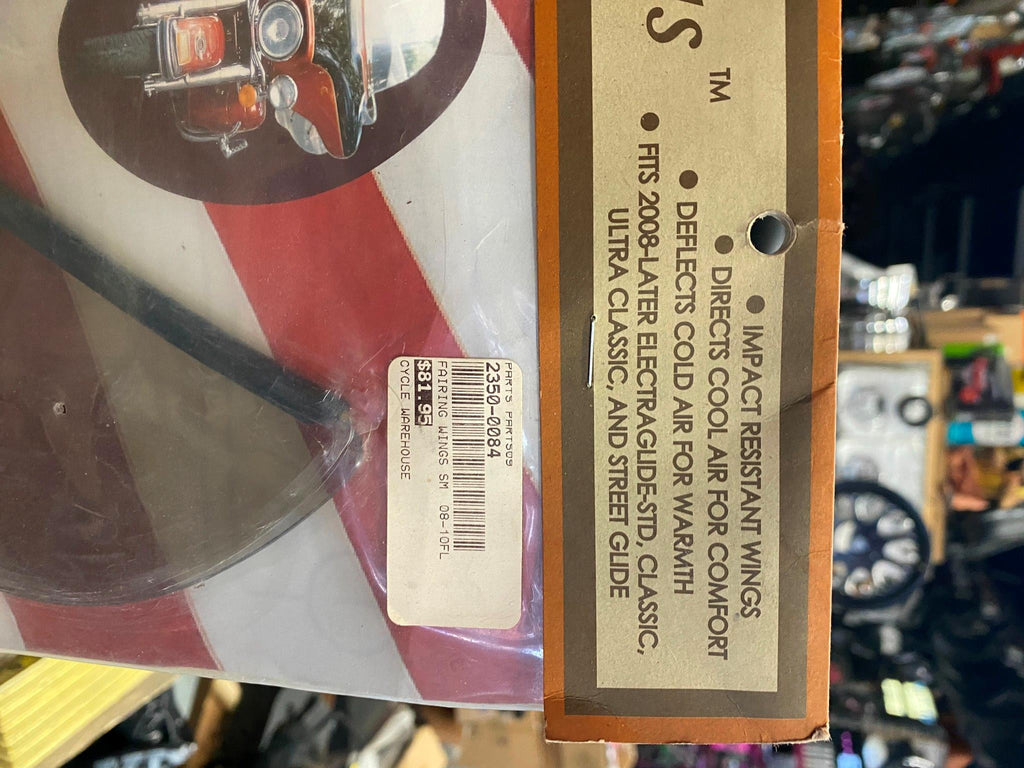 ™
• IMPACT RESISTANT WINGS
• DIRECTS COOL AIR FOR COMFORT
• DEFLECTS COLD AIR FOR WARMTH
• FITS 2008-LATER ELECTRAGLIDE-STD, CLASSIC,
ULTRA CLASSIC, AND STREET GLIDE
PARTS PARTS09
2350-0084
FAIRING WINGS SM 08-10FL
$81.95
CYCLE WAREHOUSE